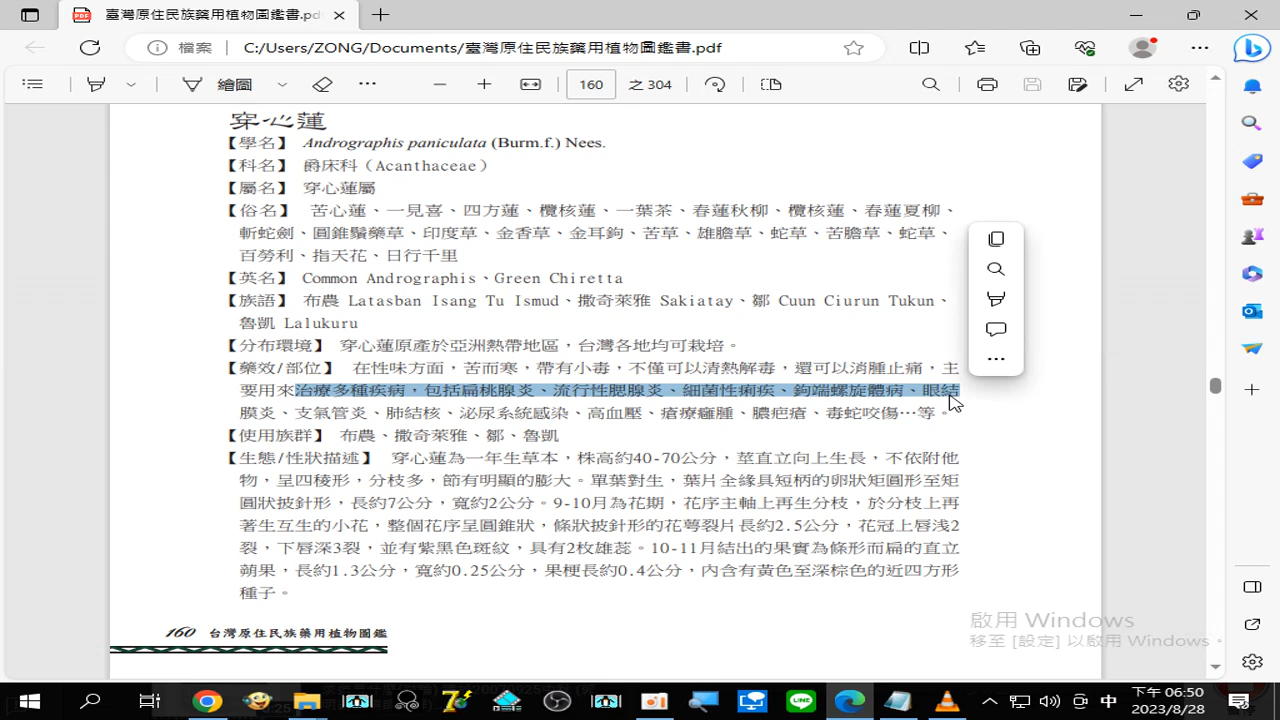 臺灣原住民族藥用植物圖鑑書.pdf
檔案 C:/Users/ZONG/Documents/臺灣原住民族藥用植物圖鑑書.pdf
繪圖 160 之 304
穿心蓮
【學名】 Andrographis paniculata (Burm.f.) Nees.
【科名】 爵床科（Acanthaceae）
【屬名】 穿心蓮屬
【俗名】 苦心蓮、一見喜、四方蓮、欖核蓮、一葉茶、春蓮秋柳、欖核蓮、春蓮夏柳、
斬蛇劍、圓錐鬚藥草、印度草、金香草、金耳鉤、苦草、雄膽草、蛇草、苦膽草、蛇草、
百勞利、指天花、日行千里
【英名】 Common Andrographis、Green Chiretta
【族語】 布農 Latasban Isang Tu Ismud、撒奇萊雅 Sakiatay、鄒 Cuun Ciurun Tukun、
魯凱 Lalukuru
【分布環境】 穿心蓮原產於亞洲熱帶地區，台灣各地均可栽培。
【藥效/部位】 在性味方面，苦而寒，帶有小毒，不僅可以清熱解毒，還可以消腫止痛，主
要用來治療多種疾病，包括扁桃腺炎、流行性腮腺炎、細菌性痢疾、鉤端螺旋體病、眼結
膜炎、支氣管炎、肺結核、泌尿系統感染、高血壓、瘡療癰腫、膿疤瘡、毒蛇咬傷…等。
【使用族群】 布農、撒奇萊雅、鄒、魯凱
【生態/性狀描述】 穿心蓮為一年生草本，株高約40-70公分，莖直立向上生長，不依附他
物，呈四稜形，分枝多，節有明顯的膨大。單葉對生，葉片全緣具短柄的卵狀矩圓形至矩
圓狀披針形，長約7公分，寬約2公分。9-10月為花期，花序主軸上再生分枝，於分枝上再
著生互生的小花，整個花序呈圓錐狀，條狀披針形的花萼裂片長約2.5公分，花冠上唇淺2
裂，下唇深3裂，並有紫黑色斑紋，具有2枚雄蕊。10-11月結出的果實為條形而扁的直立
蒴果，長約1.3公分，寬約0.25公分，果梗長約0.4公分，內含有黃色至深棕色的近四方形
種子。
160 台灣原住民族藥用植物圖鑑
啟用 Windows
移至 [設定] 以啟用 Windows。
中
下午 06:50
2023/8/28